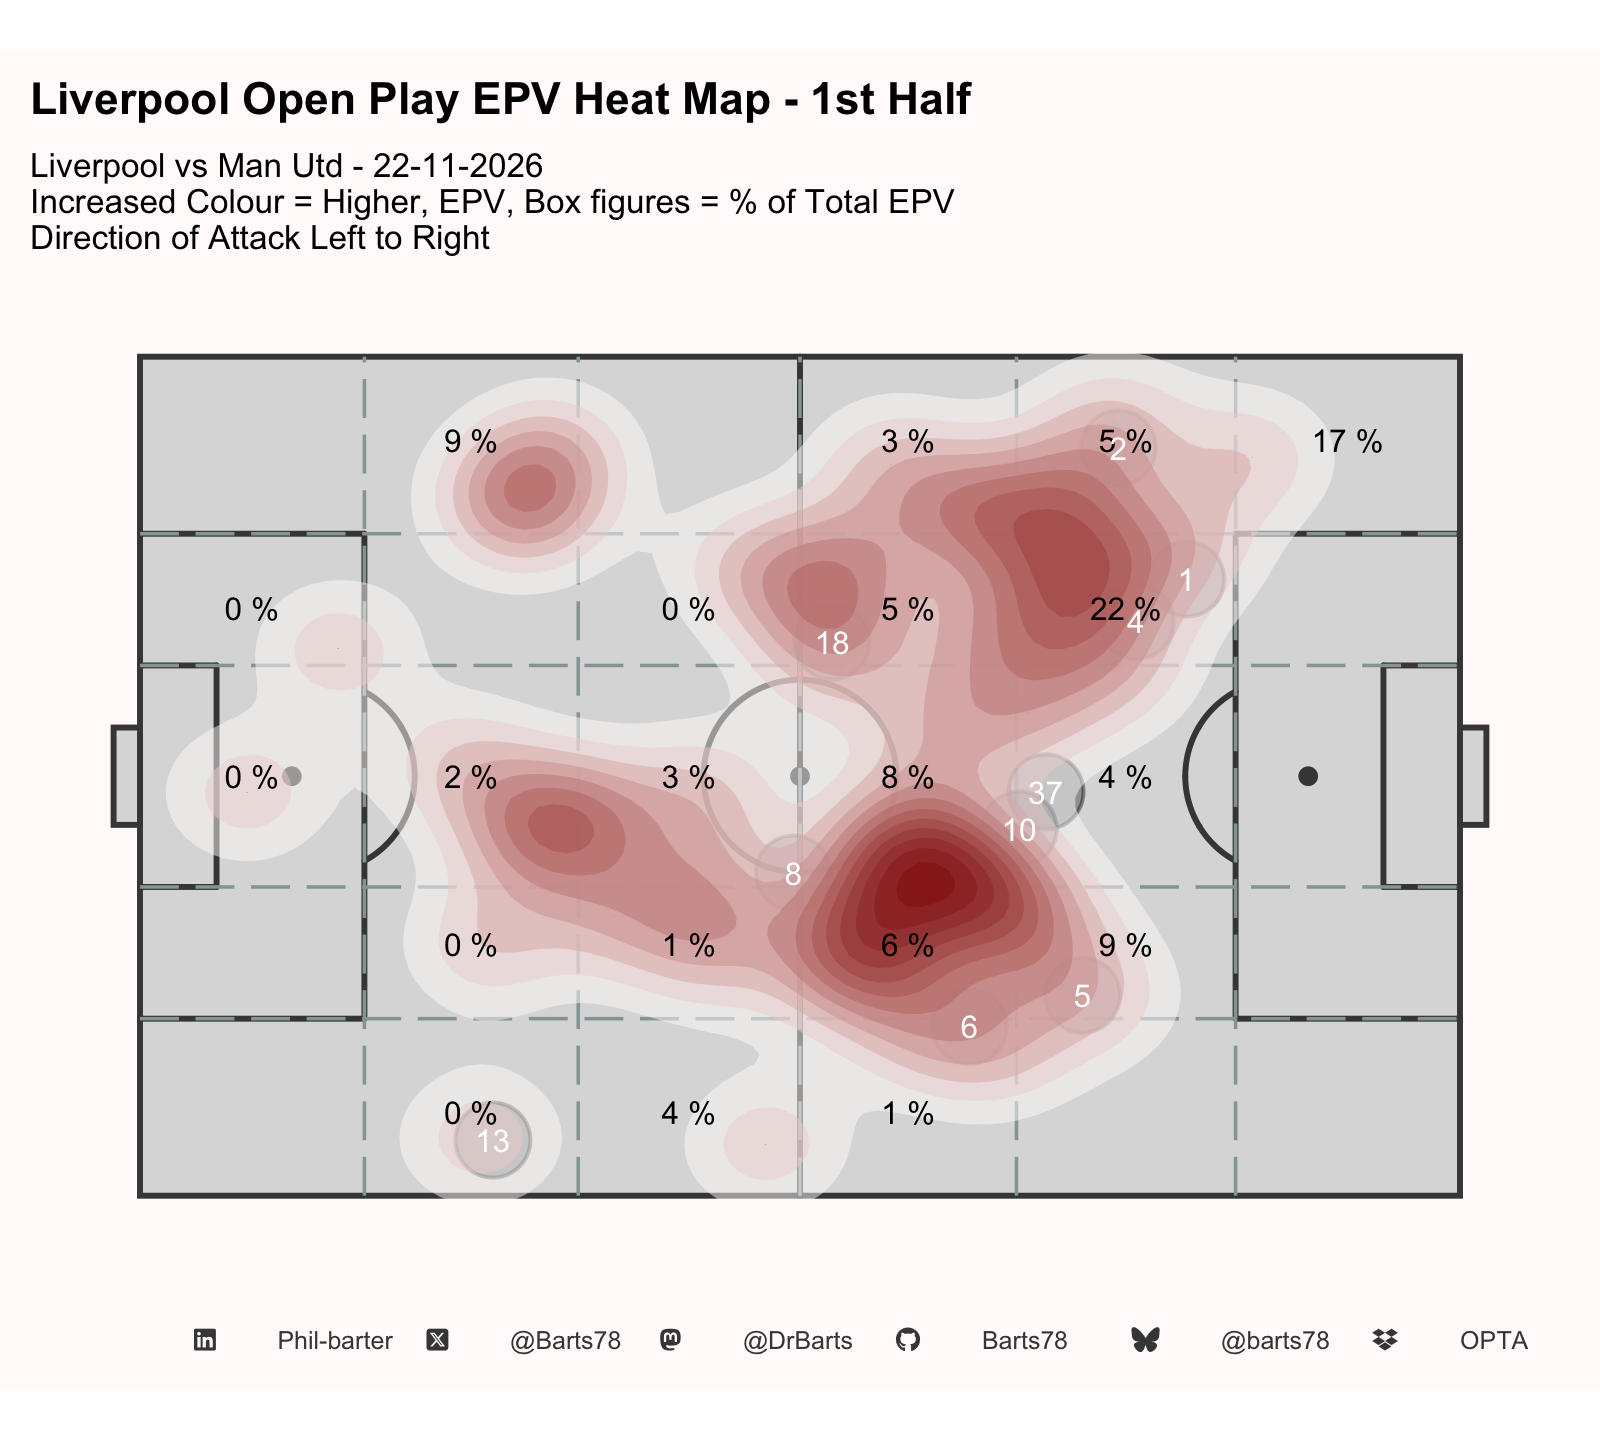 Liverpool Open Play EPV Heat Map - 1st Half
Liverpool vs Man Utd - 22-11-2026
Increased Colour = Higher, EPV, Box figures = % of Total EPV
Direction of Attack Left to Right
9 % 3 % 5 % 17 %
2
1
0 % 0 % 5 % 22 %
4
18
0 % 2 % 3 % 8 % 4 %
37
10
8
0 % 1 % 6 % 9 %
5
6
0 % 4 % 1 %
13
Phil-barter @Barts78 @DrBarts Barts78 @barts78 OPTA